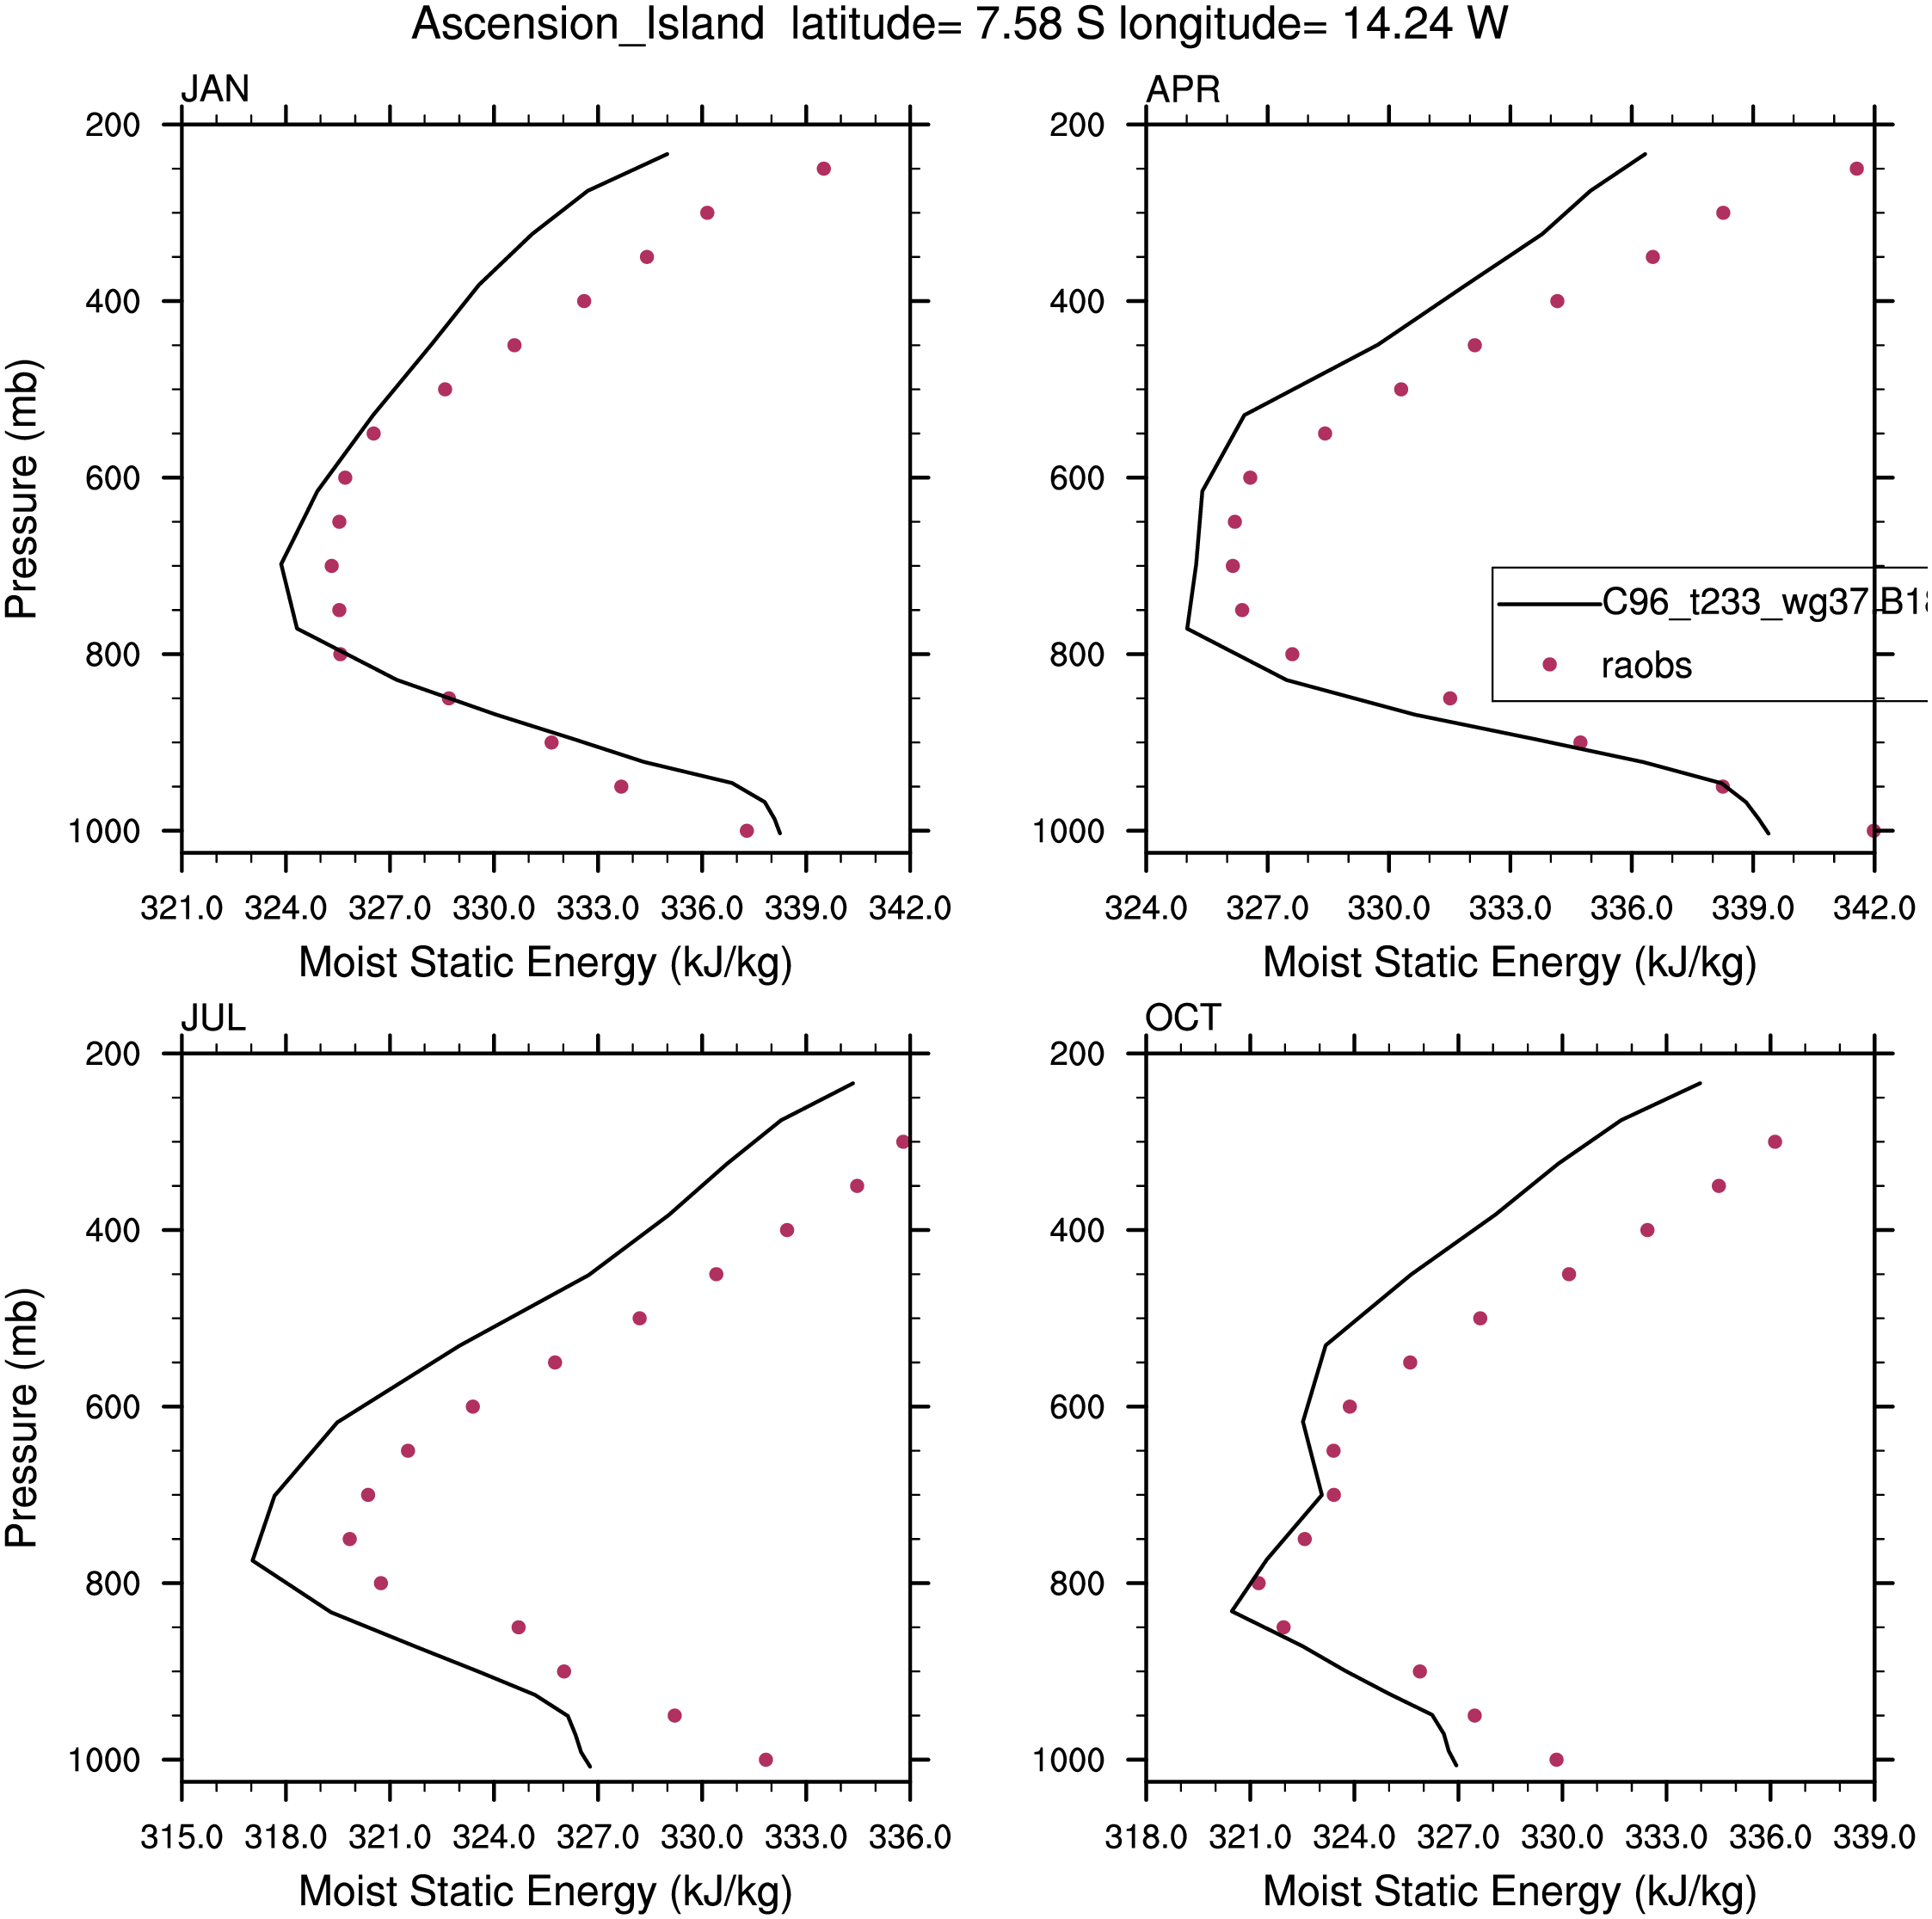 Ascension_Island latitude= 7.58 S longitude= 14.24 W
JAN
200
400
600
800
1000
Pressure (mb)
321.0 324.0 327.0 330.0 333.0 336.0 339.0 342.0
Moist Static Energy (kJ/kg)
APR
200
400
600
800
1000
C96_t233_wg37.B18
raobs
324.0 327.0 330.0 333.0 336.0 339.0 342.0
Moist Static Energy (kJ/kg)
JUL
200
400
600
800
1000
Pressure (mb)
315.0 318.0 321.0 324.0 327.0 330.0 333.0 336.0
Moist Static Energy (kJ/kg)
OCT
200
400
600
800
1000
318.0 321.0 324.0 327.0 330.0 333.0 336.0 339.0
Moist Static Energy (kJ/kg)